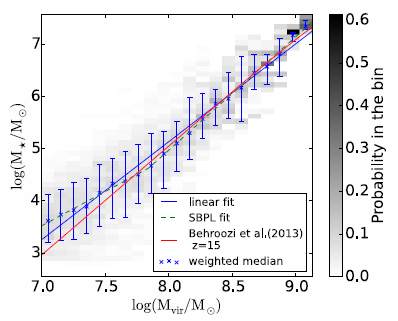 7
6
5
4
3
log(M⋆/M⊙)
7.0
7.5
8.0
8.5
9.0
log(Mvir/M⊙)
linear fit
SBPL fit
Behroozi et al,(2013)
z=15
weighted median
0.6
0.5
0.4
0.3
0.2
0.1
0.0
Probability in the bin